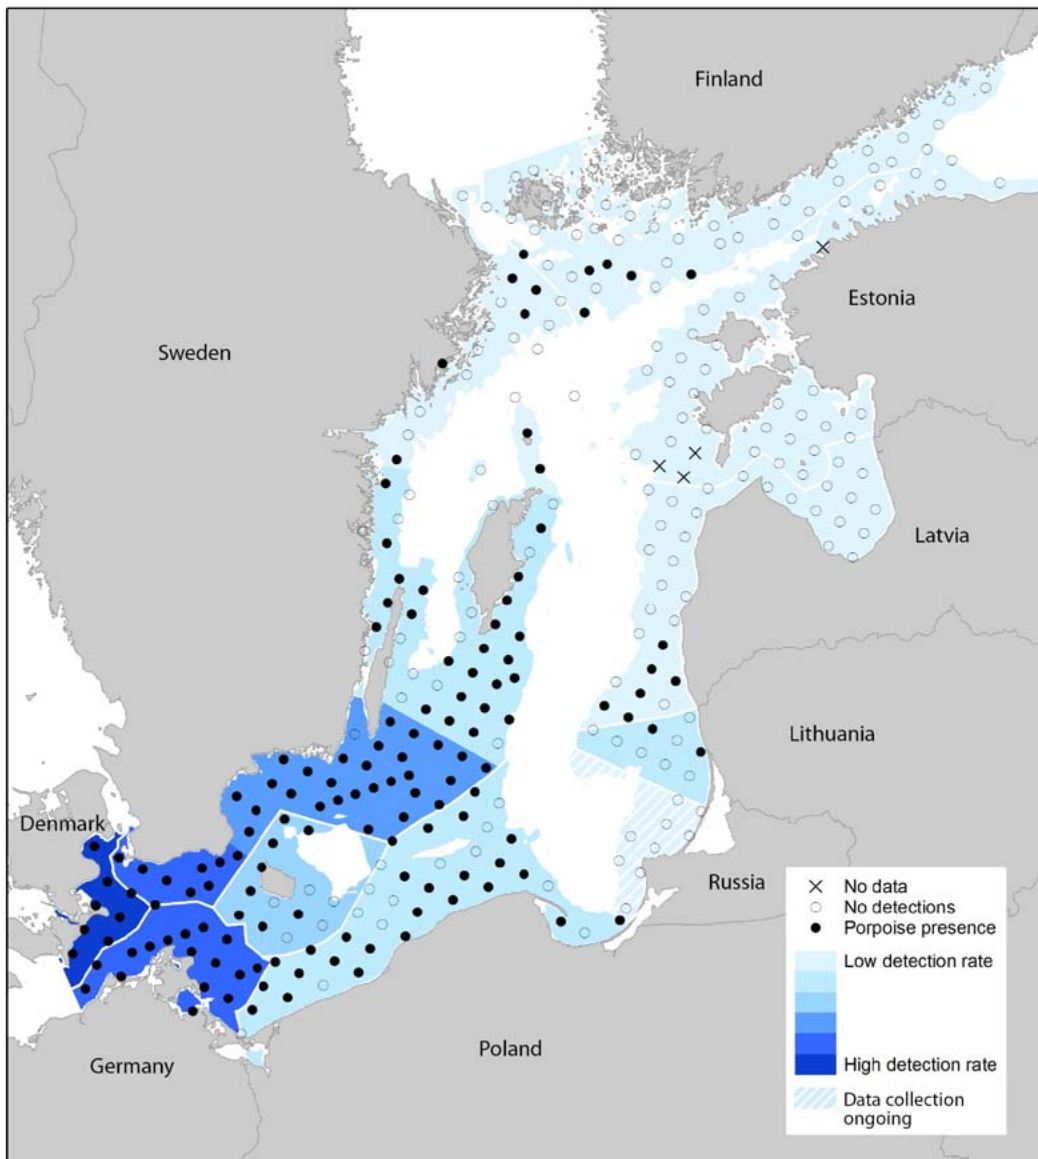 Finland
Estonia
Sweden
Latvia
Lithuania
Denmark
Russia
Poland
Germany
No data
No detections
Porpoise presence
Low detection rate
High detection rate
Data collection
ongoing